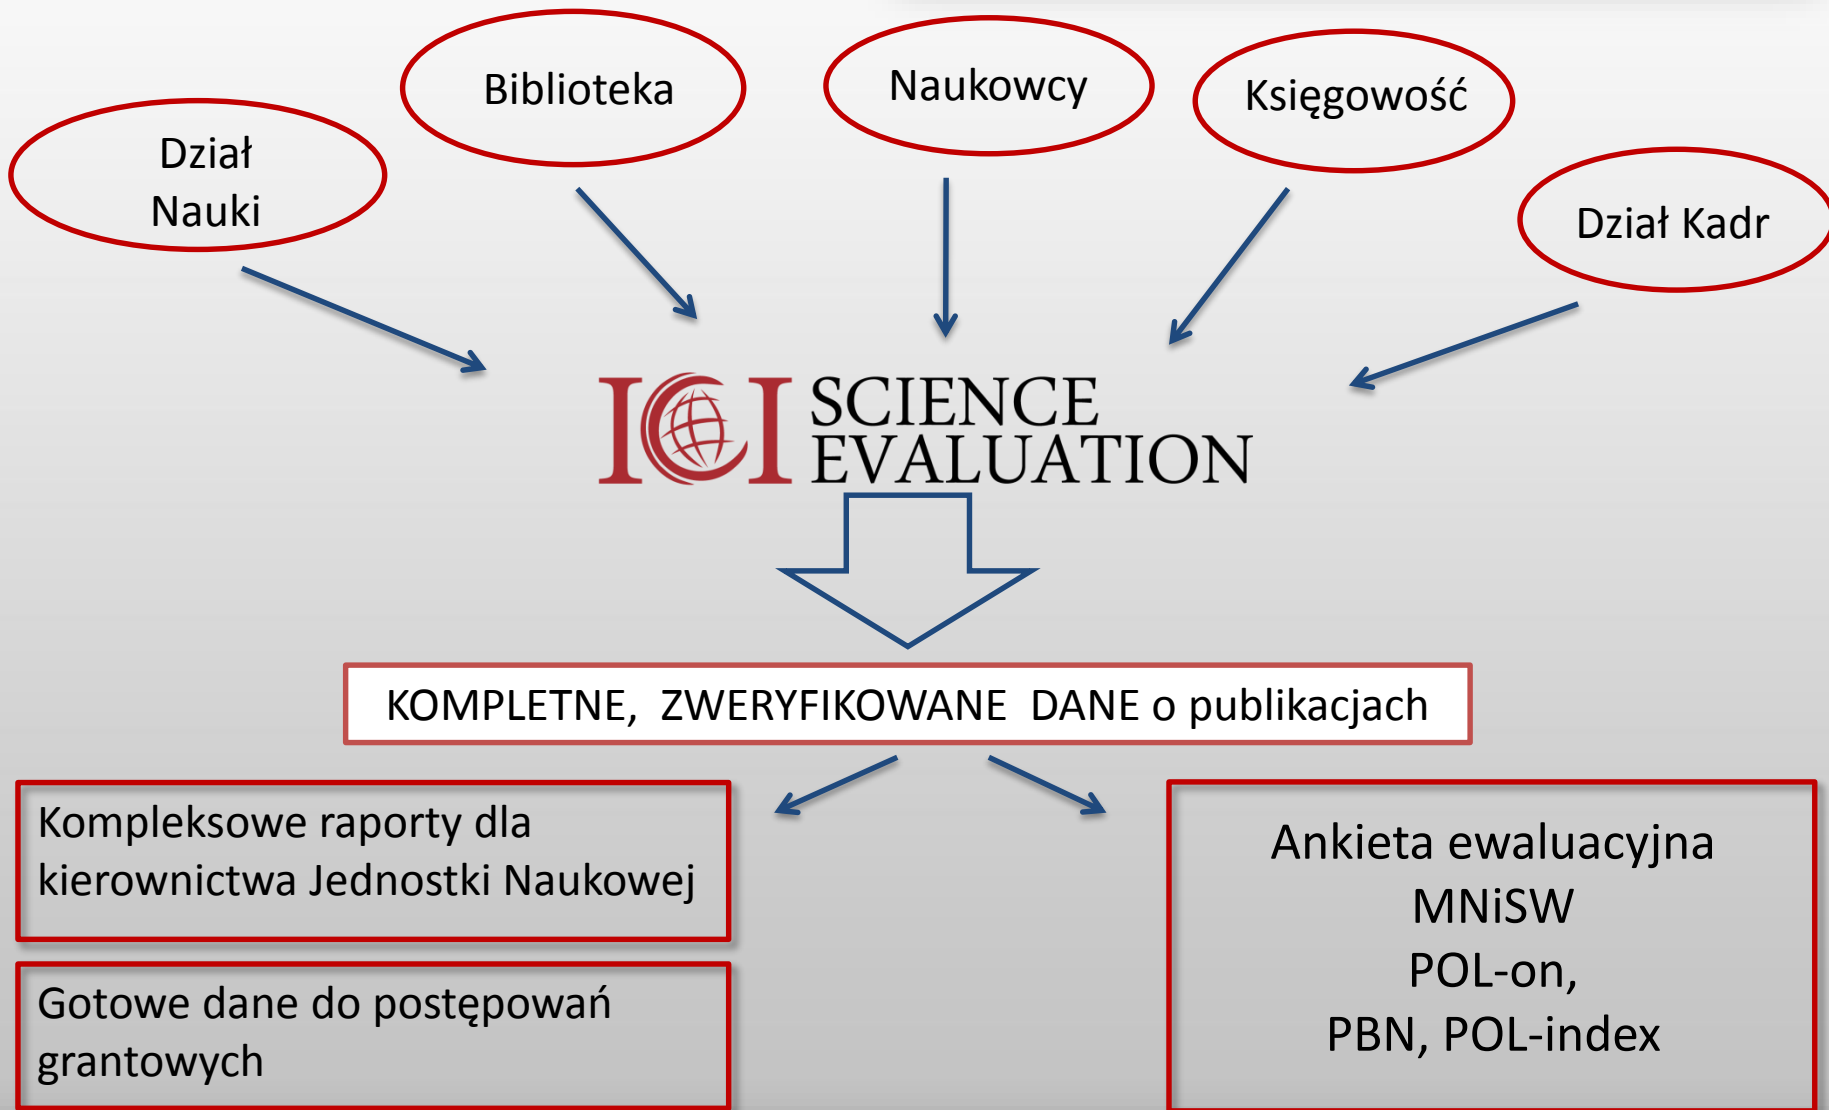 Biblioteka
Naukowcy
Księgowość
Dział
Nauki
Dział Kadr
ICI SCIENCE
EVALUATION
KOMPLETNE, ZWERYFIKOWANE DANE o publikacjach
Kompleksowe raporty dla
kierownictwa Jednostki Naukowej
Gotowe dane do postępowań
grantowych
Ankieta ewaluacyjna
MNiSW
POL-on,
PBN, POL-index